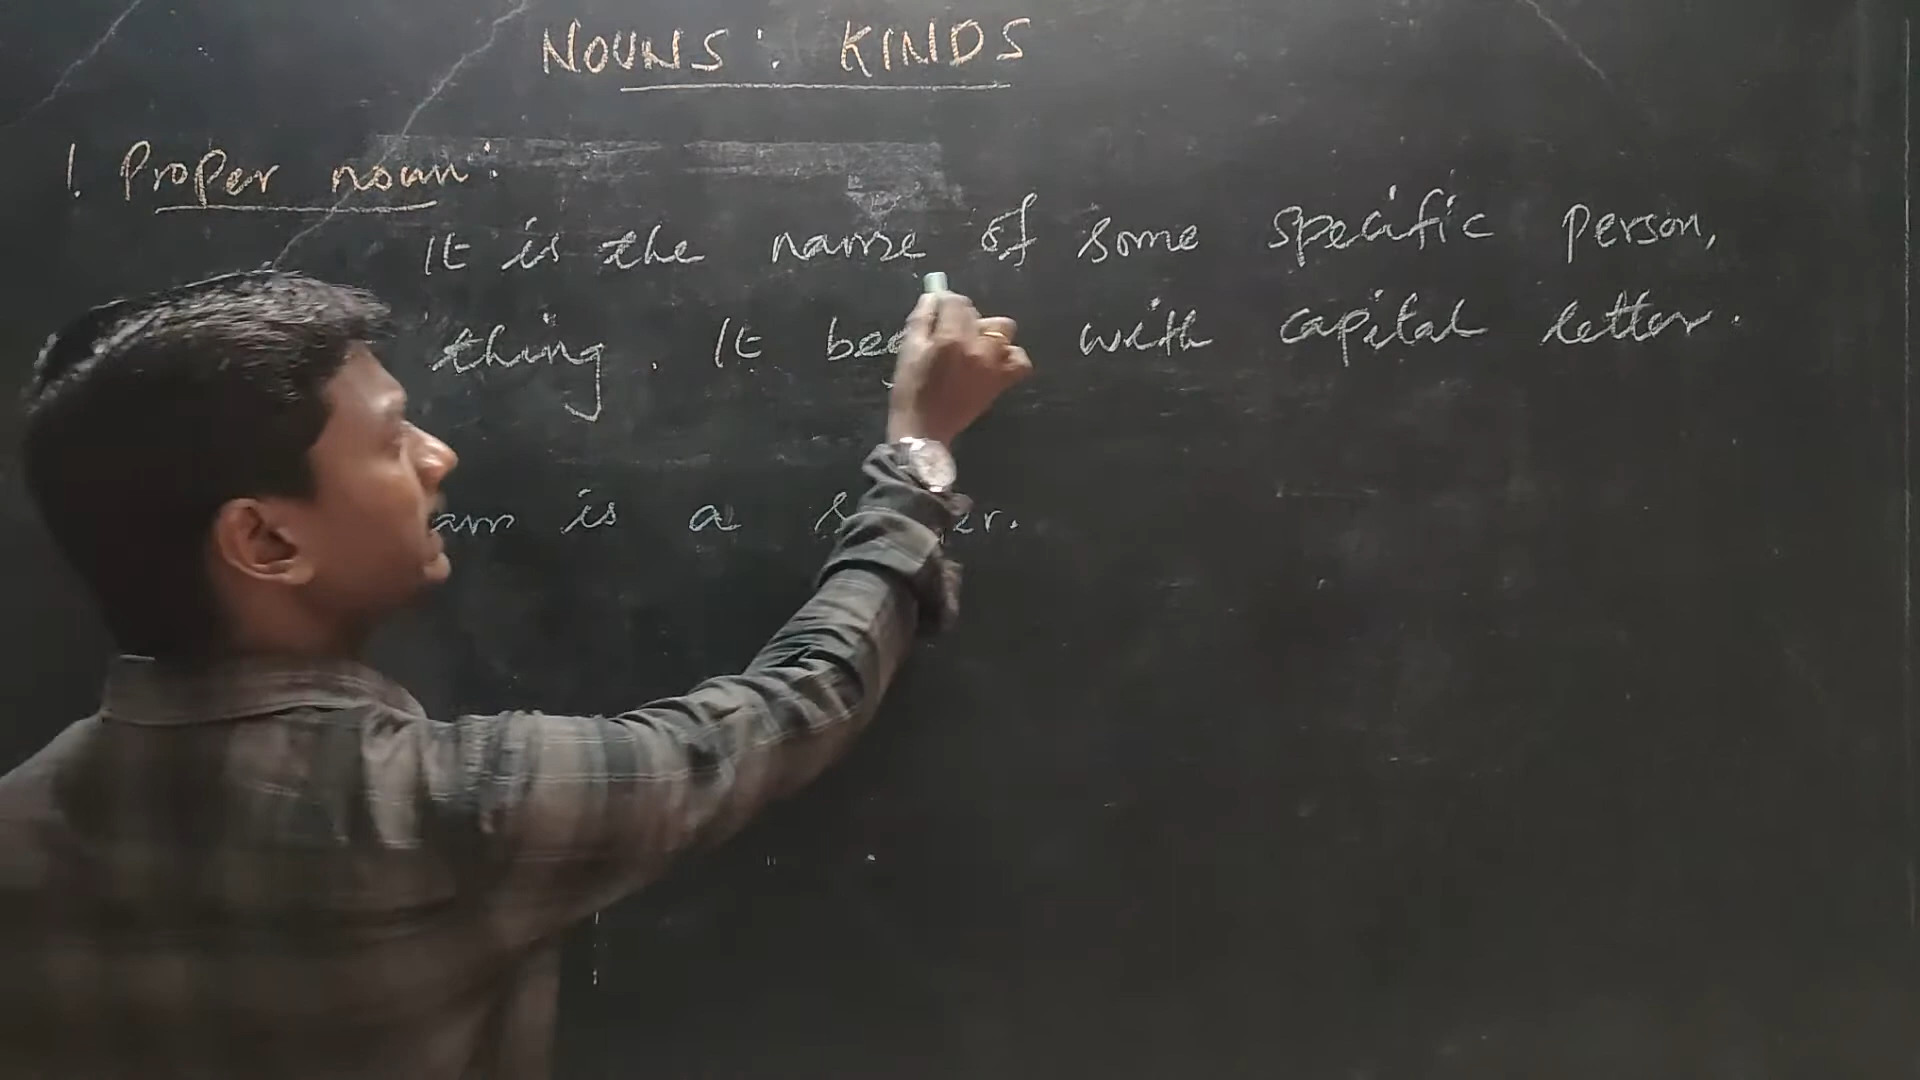 NOUNS: KINDS
1. Proper noun:
It is the name of some specific person,
thing. It with capital letter.
is a